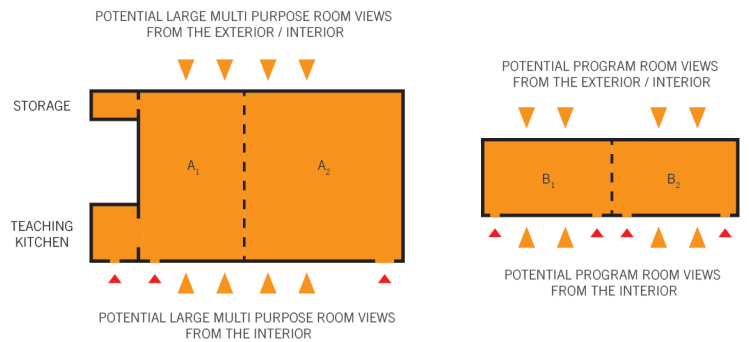 POTENTIAL LARGE MULTI PURPOSE ROOM VIEWS
FROM THE EXTERIOR / INTERIOR
STORAGE
A1
A2
TEACHING
KITCHEN
POTENTIAL LARGE MULTI PURPOSE ROOM VIEWS
FROM THE INTERIOR
POTENTIAL PROGRAM ROOM VIEWS
FROM THE EXTERIOR / INTERIOR
B1
B2
POTENTIAL PROGRAM ROOM VIEWS
FROM THE INTERIOR